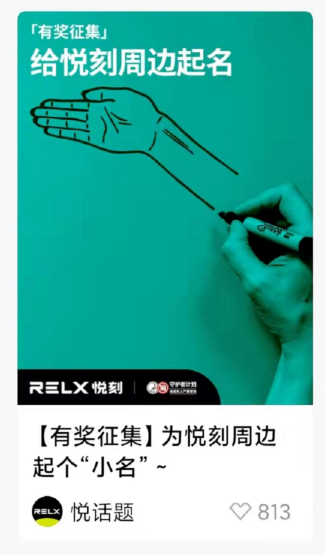 「有奖征集」
给悦刻周边起名
RELX 悦刻
守护者计划
【有奖征集】为悦刻周边
起个“小名”~
RELX
悦话题
813